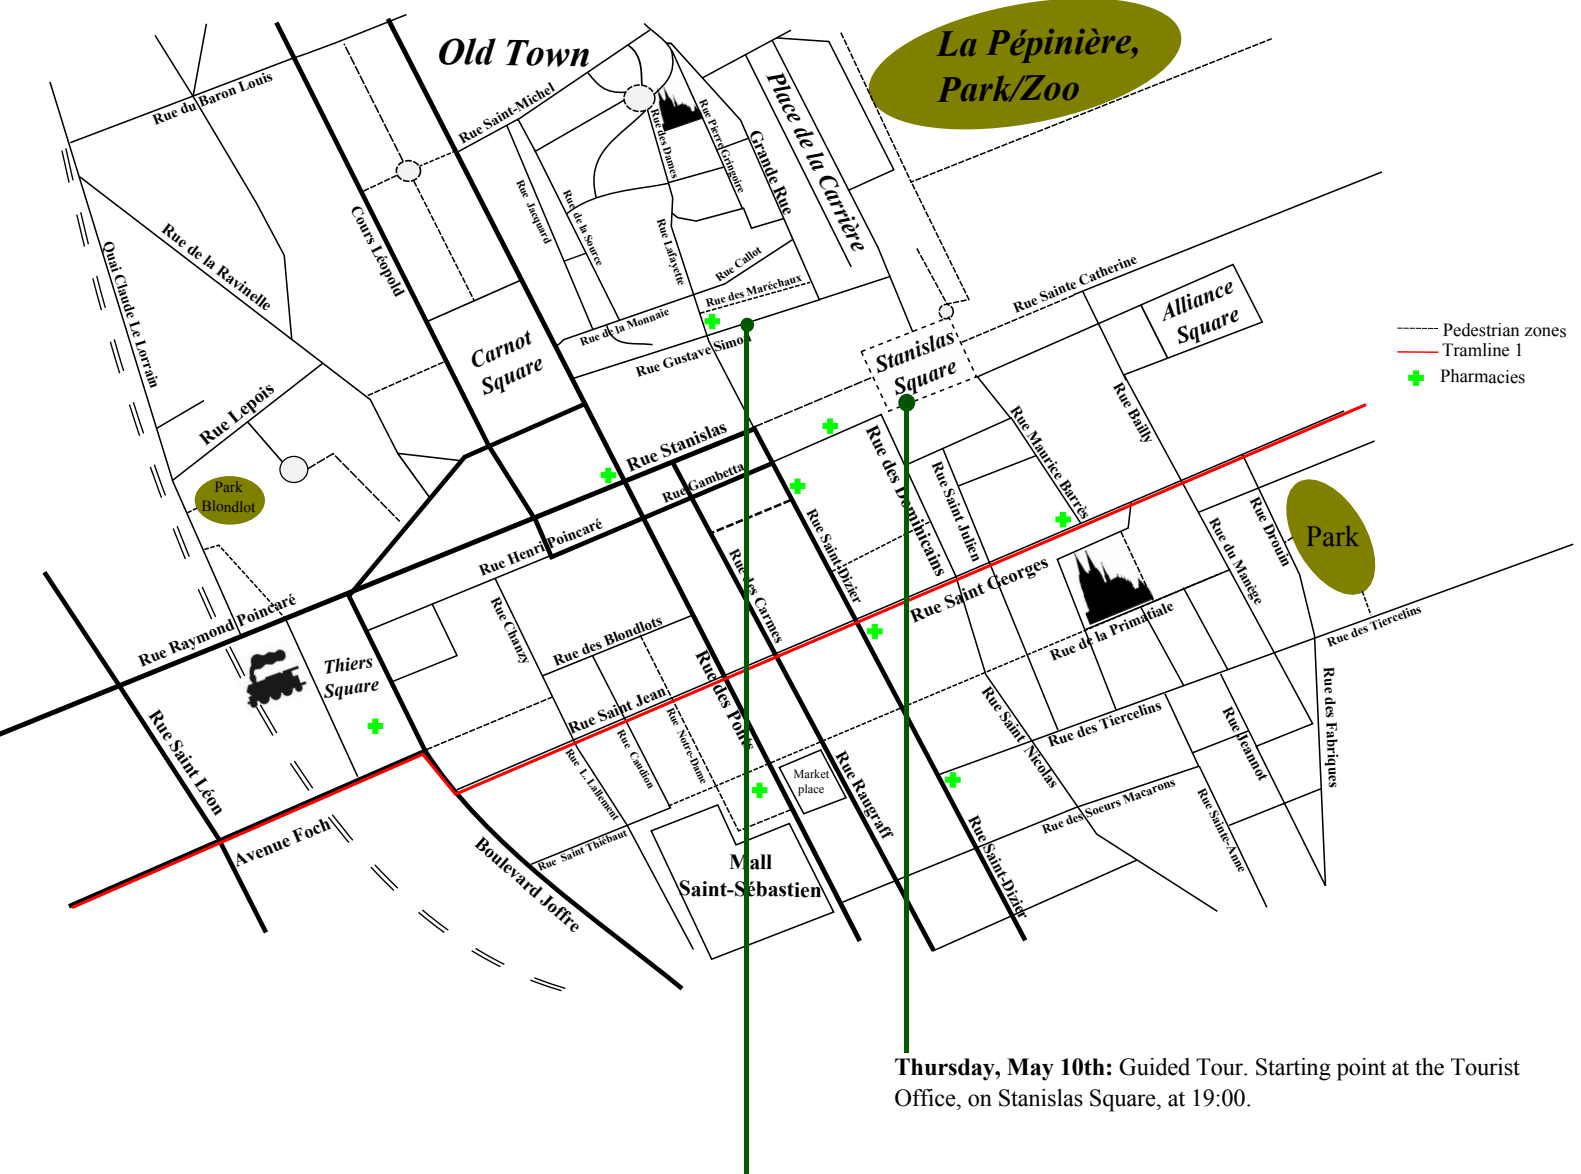 Old Town
La Pépinière,
Park/Zoo
Rue du Baron Louis
Rue Saint-Michel
Place de la Carrière
Rue des Dames
Rue Pierre Gringoire
Grande Rue
Rue Jacquard
Rue de la Source
Rue Lafayette
Rue Callot
Rue des Maréchaux
Cours Léopold
Rue de la Ravinelle
Quai Claude Le Lorrain
Rue de la Monnaie
Rue Gustave Simon
Rue Sainte Catherine
Alliance
Square
Carnot
Square
Stanislas
Square
Pedestrian zones
Tramline 1
Pharmacies
Rue Lepois
Rue Stanislas
Rue Gambetta
Rue des Dominicains
Rue Saint Julien
Rue Maurice Barrès
Rue Bailly
Park
Blondlot
Rue Henri Poincaré
Rue Saint-Dizier
Rue Drouin
Park
Rue du Manège
Rue Raymond Poincaré
Rue Chanzy
Rue des Carmes
Rue Saint Georges
Rue de la Primatiale
Rue des Tiercelins
Thiers
Square
Rue des Blondlots
Rue des Ponts
Rue Saint Jean
Rue Notre-Dame
Rue Caudion
Rue L. Lallement
Rue Saint Léon
Rue Saint Nicolas
Rue des Tiercelins
Rue Jeannot
Rue des Fabriques
Market
place
Rue Raugraff
Rue des Soeurs Macarons
Rue Sainte-Anne
Avenue Foch
Boulevard Joffre
Rue Saint Thiébaut
Mall
Saint-Sébastien
Rue Saint-Dizier
Thursday, May 10th: Guided Tour. Starting point at the Tourist
Office, on Stanislas Square, at 19:00.